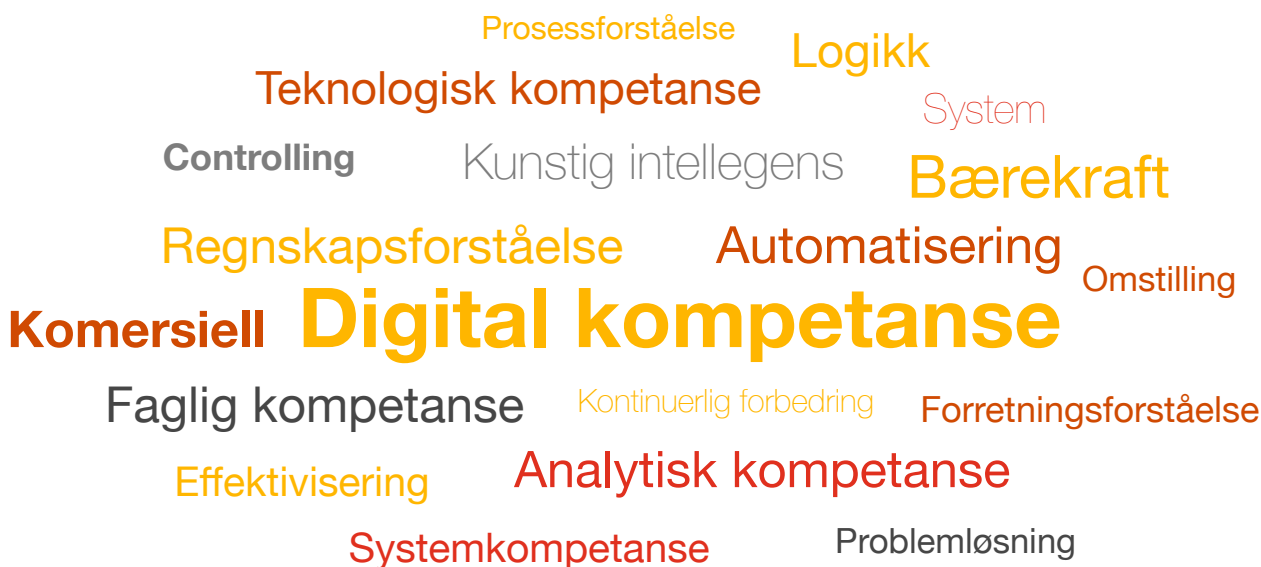 Prosessforståelse
Logikk
Teknologisk kompetanse
System
Controlling
Kunstig intellegens
Bærekraft
Regnskapsforståelse
Automatisering
Omstilling
Komersiell
Digital kompetanse
Faglig kompetanse
Kontinuerlig forbedring
Forretningsforståelse
Effektivisering
Analytisk kompetanse
Systemkompetanse
Problemløsning